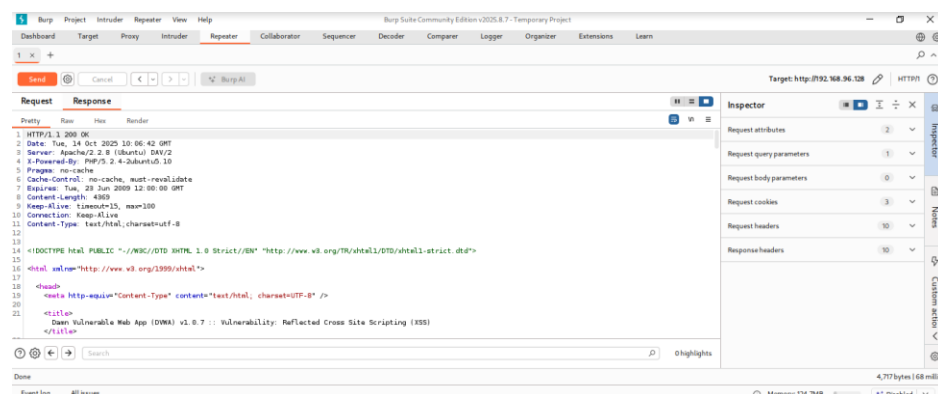 Burp Project Intruder Repeater View Help Burp Suite Community Edition v2025.8.7 - Temporary Project
Dashboard Target Proxy Intruder Repeater Collaborator Sequencer Decoder Comparer Logger Organizer Extensions Learn
1 × +
Send Cancel < > Burp AI Target: http://192.168.96.128 HTTP/1
Request Response
Inspector
Pretty Raw Hex Render
1 HTTP/1.1 200 OK
2 Date: Tue, 14 Oct 2025 10:06:42 GMT
3 Server: Apache/2.2.8 (Ubuntu) DAV/2
4 X-Powered-By: PHP/5.2.4-2ubuntu5.10
5 Pragma: no-cache
6 Cache-Control: no-cache, must-revalidate
7 Expires: Tue, 23 Jun 2009 12:00:00 GMT
8 Content-Length: 4369
9 Keep-Alive: timeout=15, max=100
10 Connection: Keep-Alive
11 Content-Type: text/html;charset=utf-8
12
13
14 <!DOCTYPE html PUBLIC "-//W3C//DTD XHTML 1.0 Strict//EN" "http://www.w3.org/TR/xhtml1/DTD/xhtml1-strict.dtd">
15
16 <html xmlns="http://www.w3.org/1999/xhtml">
17
18 <head>
19 <meta http-equiv="Content-Type" content="text/html; charset=UTF-8" />
20
21 <title>
Damn Vulnerable Web App (DVWA) v1.0.7 :: Vulnerability: Reflected Cross Site Scripting (XSS)
</title>
Request attributes 2
Request query parameters 1
Request body parameters 0
Request cookies 3
Request headers 10
Response headers 10
Inspector
Notes
Custom action
Search 0 highlights
Done 4,717 bytes | 68 milli
Event log All issues Memory: 124.7MB Disabled